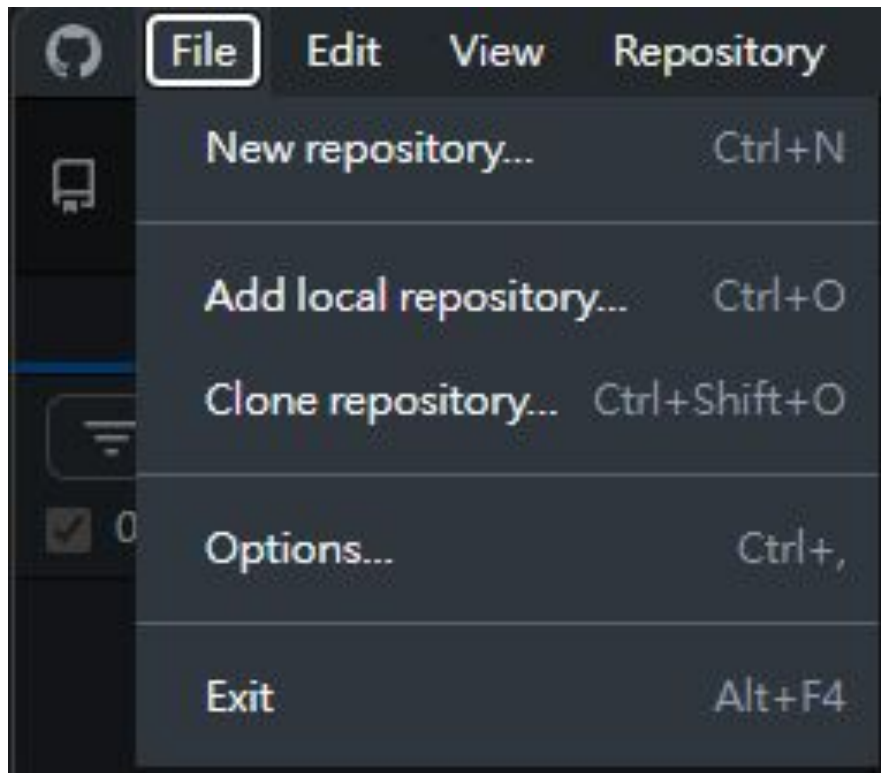 File Edit View Repository
New repository... Ctrl+N
Add local repository... Ctrl+O
Clone repository... Ctrl+Shift+O
0
Options... Ctrl+,
Exit Alt+F4